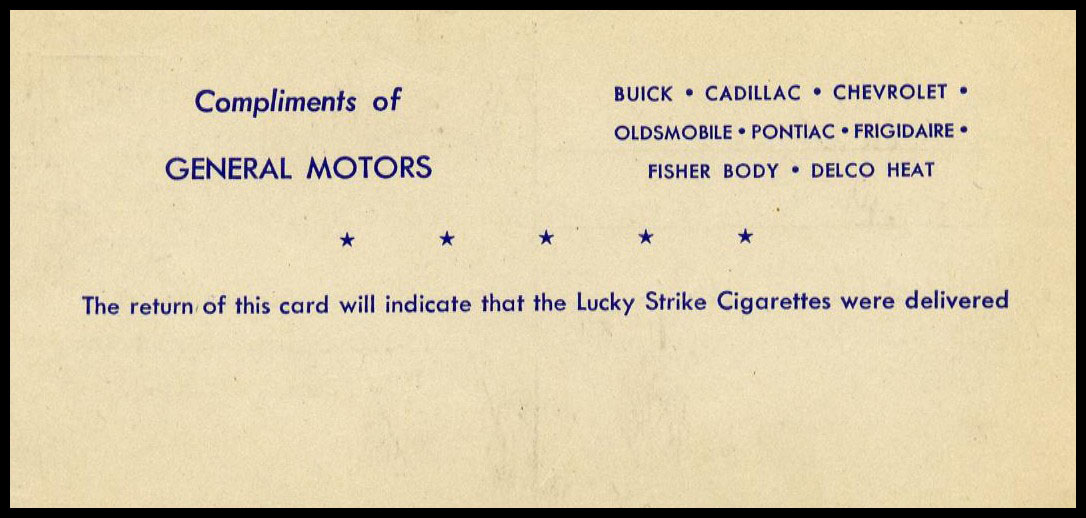 Compliments of
GENERAL MOTORS
BUICK • CADILLAC • CHEVROLET •
OLDSMOBILE • PONTIAC • FRIGIDAIRE •
FISHER BODY • DELCO HEAT
★ ★ ★ ★ ★
The return of this card will indicate that the Lucky Strike Cigarettes were delivered